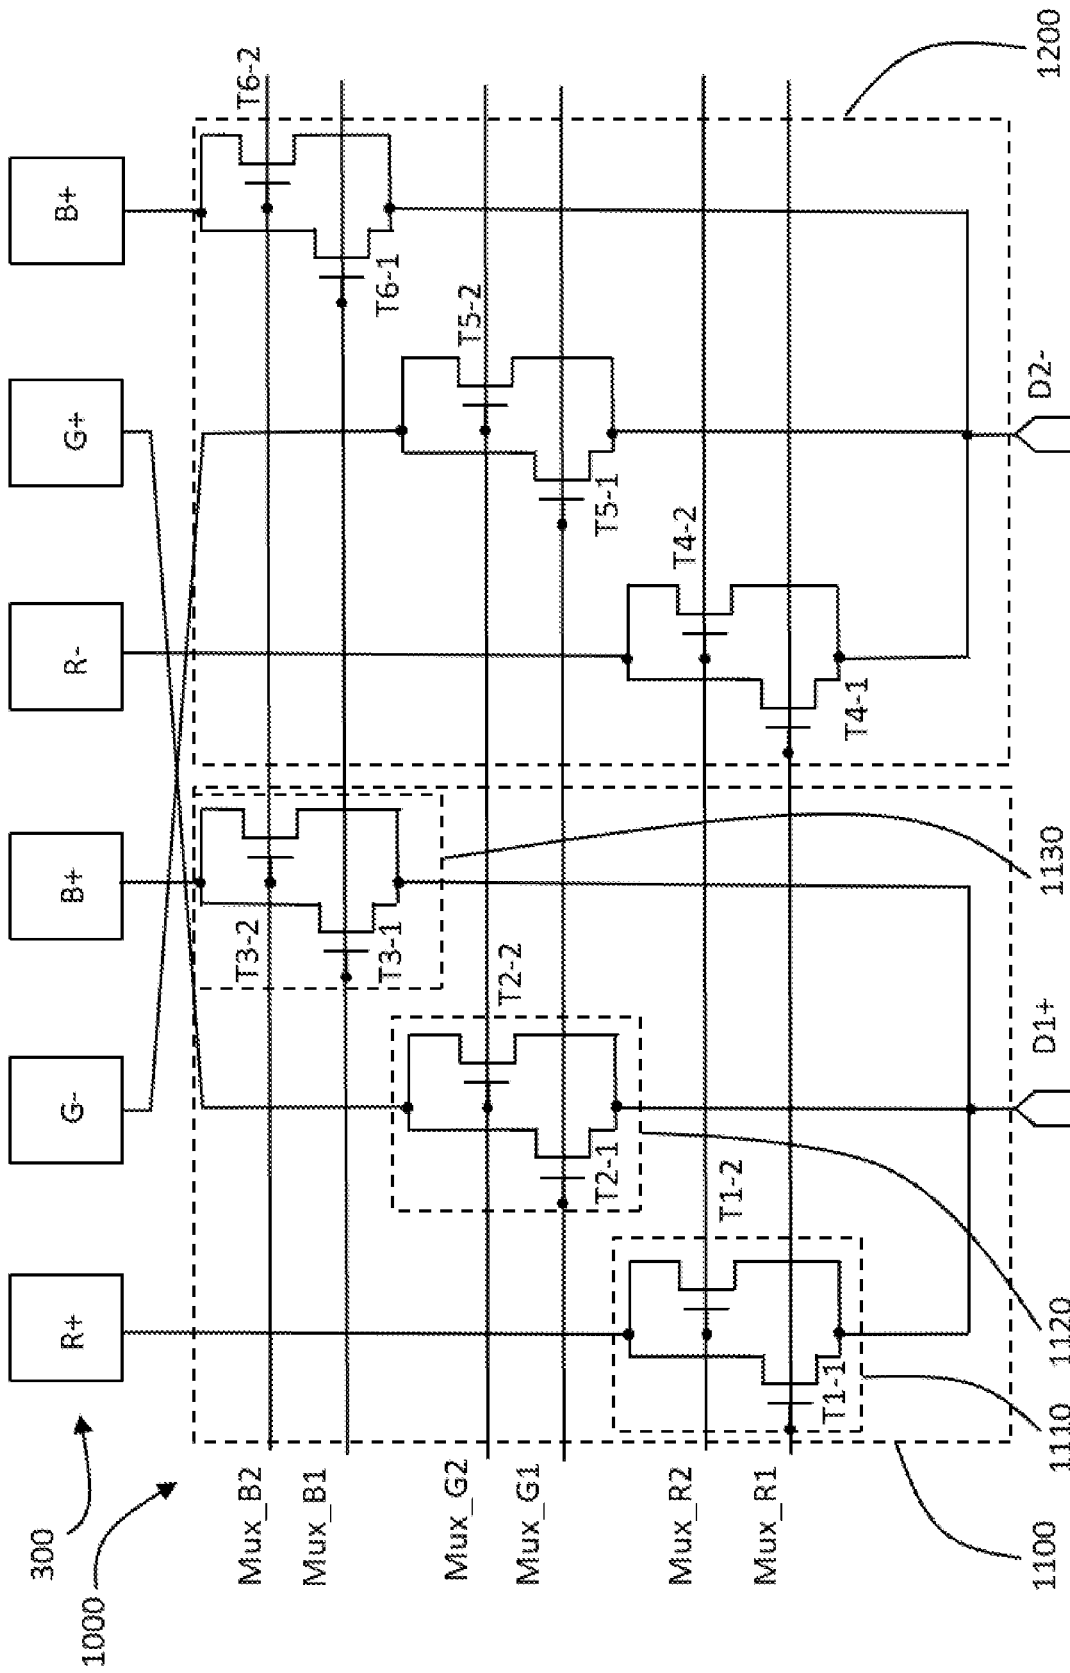 300
1000
R+
G-
B+
R-
G+
B+
Mux_B2
T3-2
T6-2
Mux_B1
T3-1
T6-1
Mux_G2
T2-2
T5-2
Mux_G1
T2-1
T5-1
Mux_R2
T1-2
T4-2
Mux_R1
T1-1
T4-1
1100
1110
1120
D1+
1130
D2-
1200